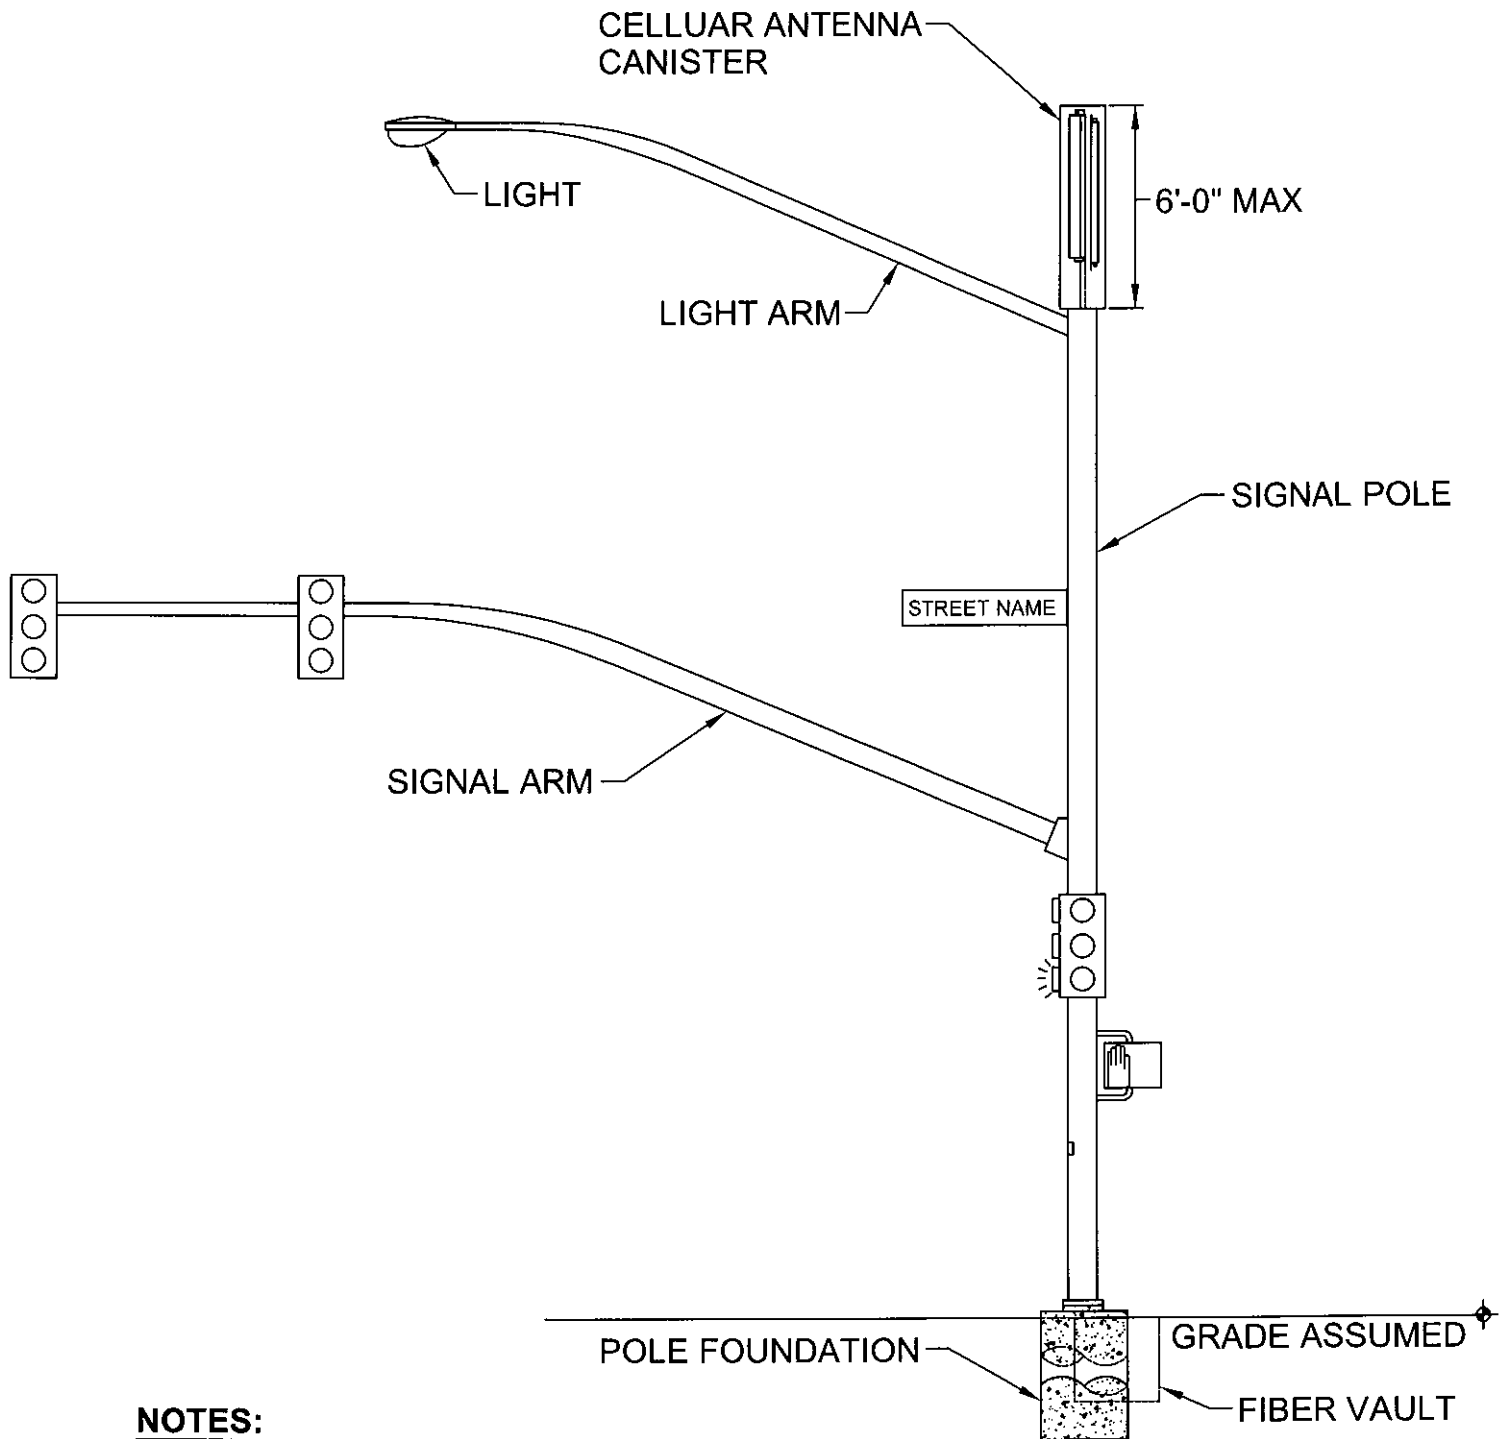 CELLUAR ANTENNA
CANISTER
LIGHT
6'-0" MAX
LIGHT ARM
SIGNAL POLE
STREET NAME
SIGNAL ARM
POLE FOUNDATION
GRADE ASSUMED
FIBER VAULT
NOTES: